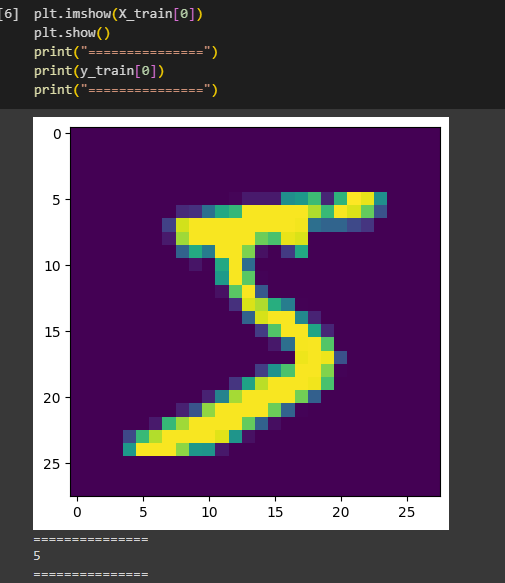 [6] plt.imshow(X_train[0])
plt.show()
print("===============")
print(y_train[0])
print("===============")
0
5
10
15
20
25
0 5 10 15 20 25
===============
5
===============